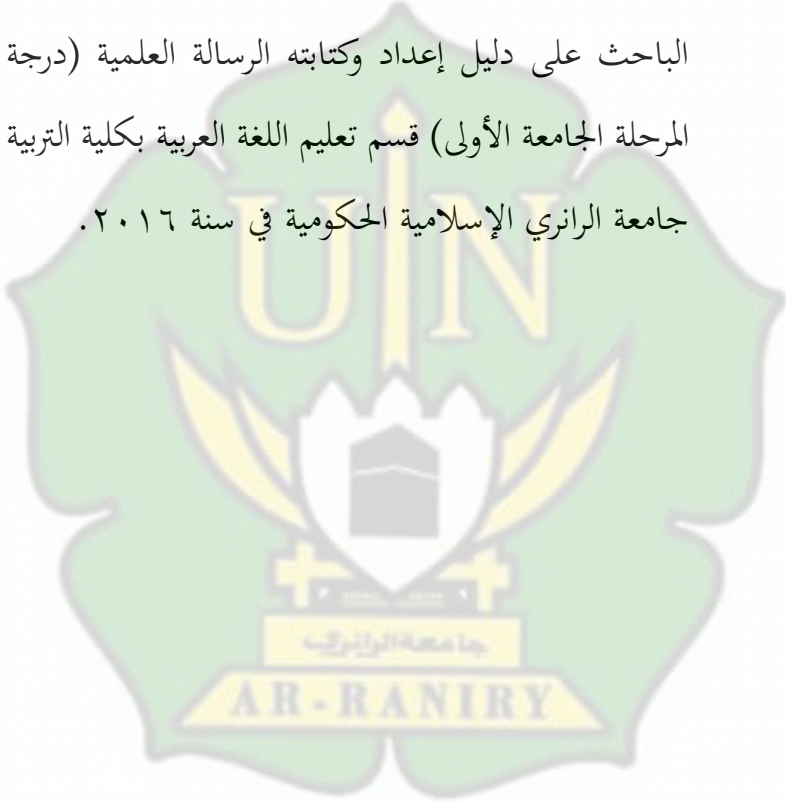 الباحث على دليل إعداد وكتابته الرسالة العلمية (درجة
المرحلة الجامعة الأولى) قسم تعليم اللغة العربية بكلية التربية
جامعة الرانري الإسلامية الحكومية في سنة ٢٠١٦.
UIN
جامعة الرانري
AR-RANIRY